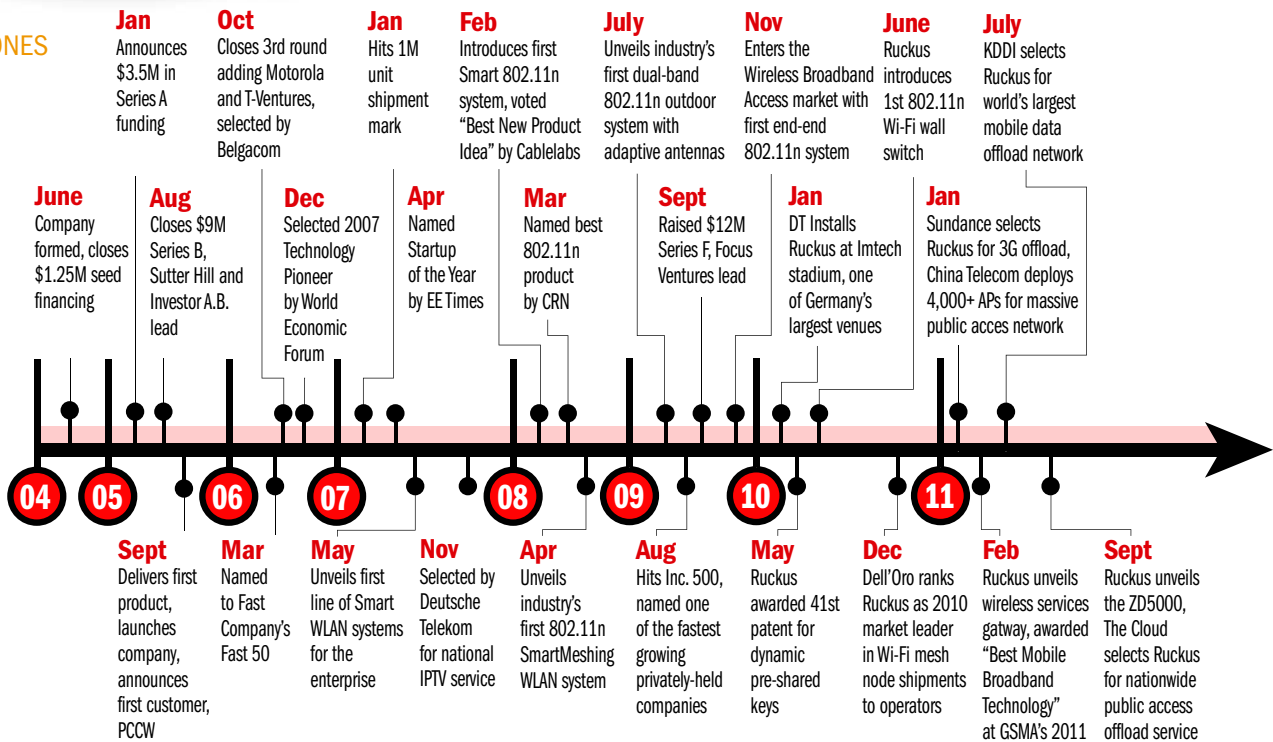 ONES
Jan
Announces
$3.5M in
Series A
funding
Oct
Closes 3rd round
adding Motorola
and T-Ventures,
selected by
Belgacom
Jan
Hits 1M
unit
shipment
mark
Feb
Introduces first
Smart 802.11n
system, voted
“Best New Product
Idea” by Cablelabs
July
Unveils industry’s
first dual-band
802.11n outdoor
system with
adaptive antennas
Nov
Enters the
Wireless Broadband
Access market with
first end-end
802.11n system
June
Ruckus
introduces
1st 802.11n
Wi-Fi wall
switch
July
KDDI selects
Ruckus for
world’s largest
mobile data
offload network
June
Company
formed, closes
$1.25M seed
financing
Aug
Closes $9M
Series B,
Sutter Hill and
Investor A.B.
lead
Dec
Selected 2007
Technology
Pioneer
by World
Economic
Forum
Apr
Named
Startup
of the Year
by EE Times
Mar
Named best
802.11n
product
by CRN
Sept
Raised $12M
Series F, Focus
Ventures lead
Jan
DT Installs
Ruckus at Imtech
stadium, one
of Germany’s
largest venues
Jan
Sundance selects
Ruckus for 3G offload,
China Telecom deploys
4,000+ APs for massive
public acces network
04
05
06
07
08
09
10
11
Sept
Delivers first
product,
launches
company,
announces
first customer,
PCCW
Mar
Named
to Fast
Company’s
Fast 50
May
Unveils first
line of Smart
WLAN systems
for the
enterprise
Nov
Selected by
Deutsche
Telekom
for national
IPTV service
Apr
Unveils
industry’s
first 802.11n
SmartMeshing
WLAN system
Aug
Hits Inc. 500,
named one
of the fastest
growing
privately-held
companies
May
Ruckus
awarded 41st
patent for
dynamic
pre-shared
keys
Dec
Dell’Oro ranks
Ruckus as 2010
market leader
in Wi-Fi mesh
node shipments
to operators
Feb
Ruckus unveils
wireless services
gatway, awarded
“Best Mobile
Broadband
Technology”
at GSMA’s 2011
Sept
Ruckus unveils
the ZD5000,
The Cloud
selects Ruckus
for nationwide
public access
offload service